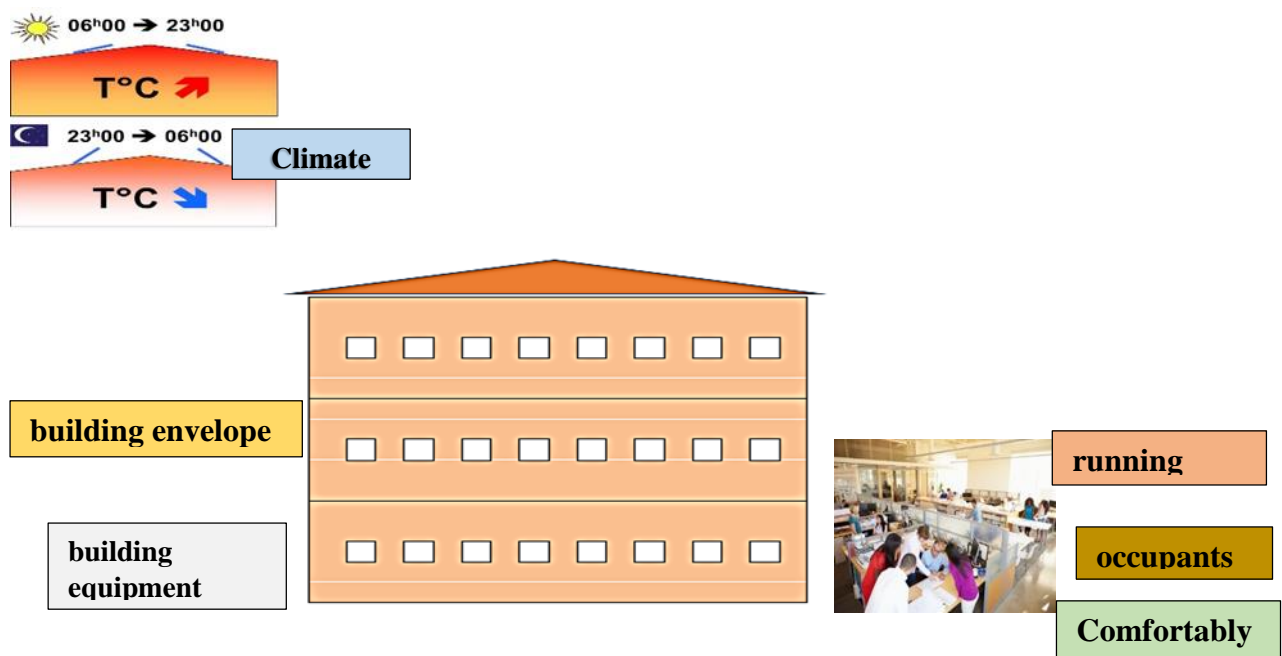 06ʰ00 ➔ 23ʰ00
T°C
23ʰ00 ➔ 06ʰ00
Climate
T°C
building envelope
running
building
equipment
occupants
Comfortably